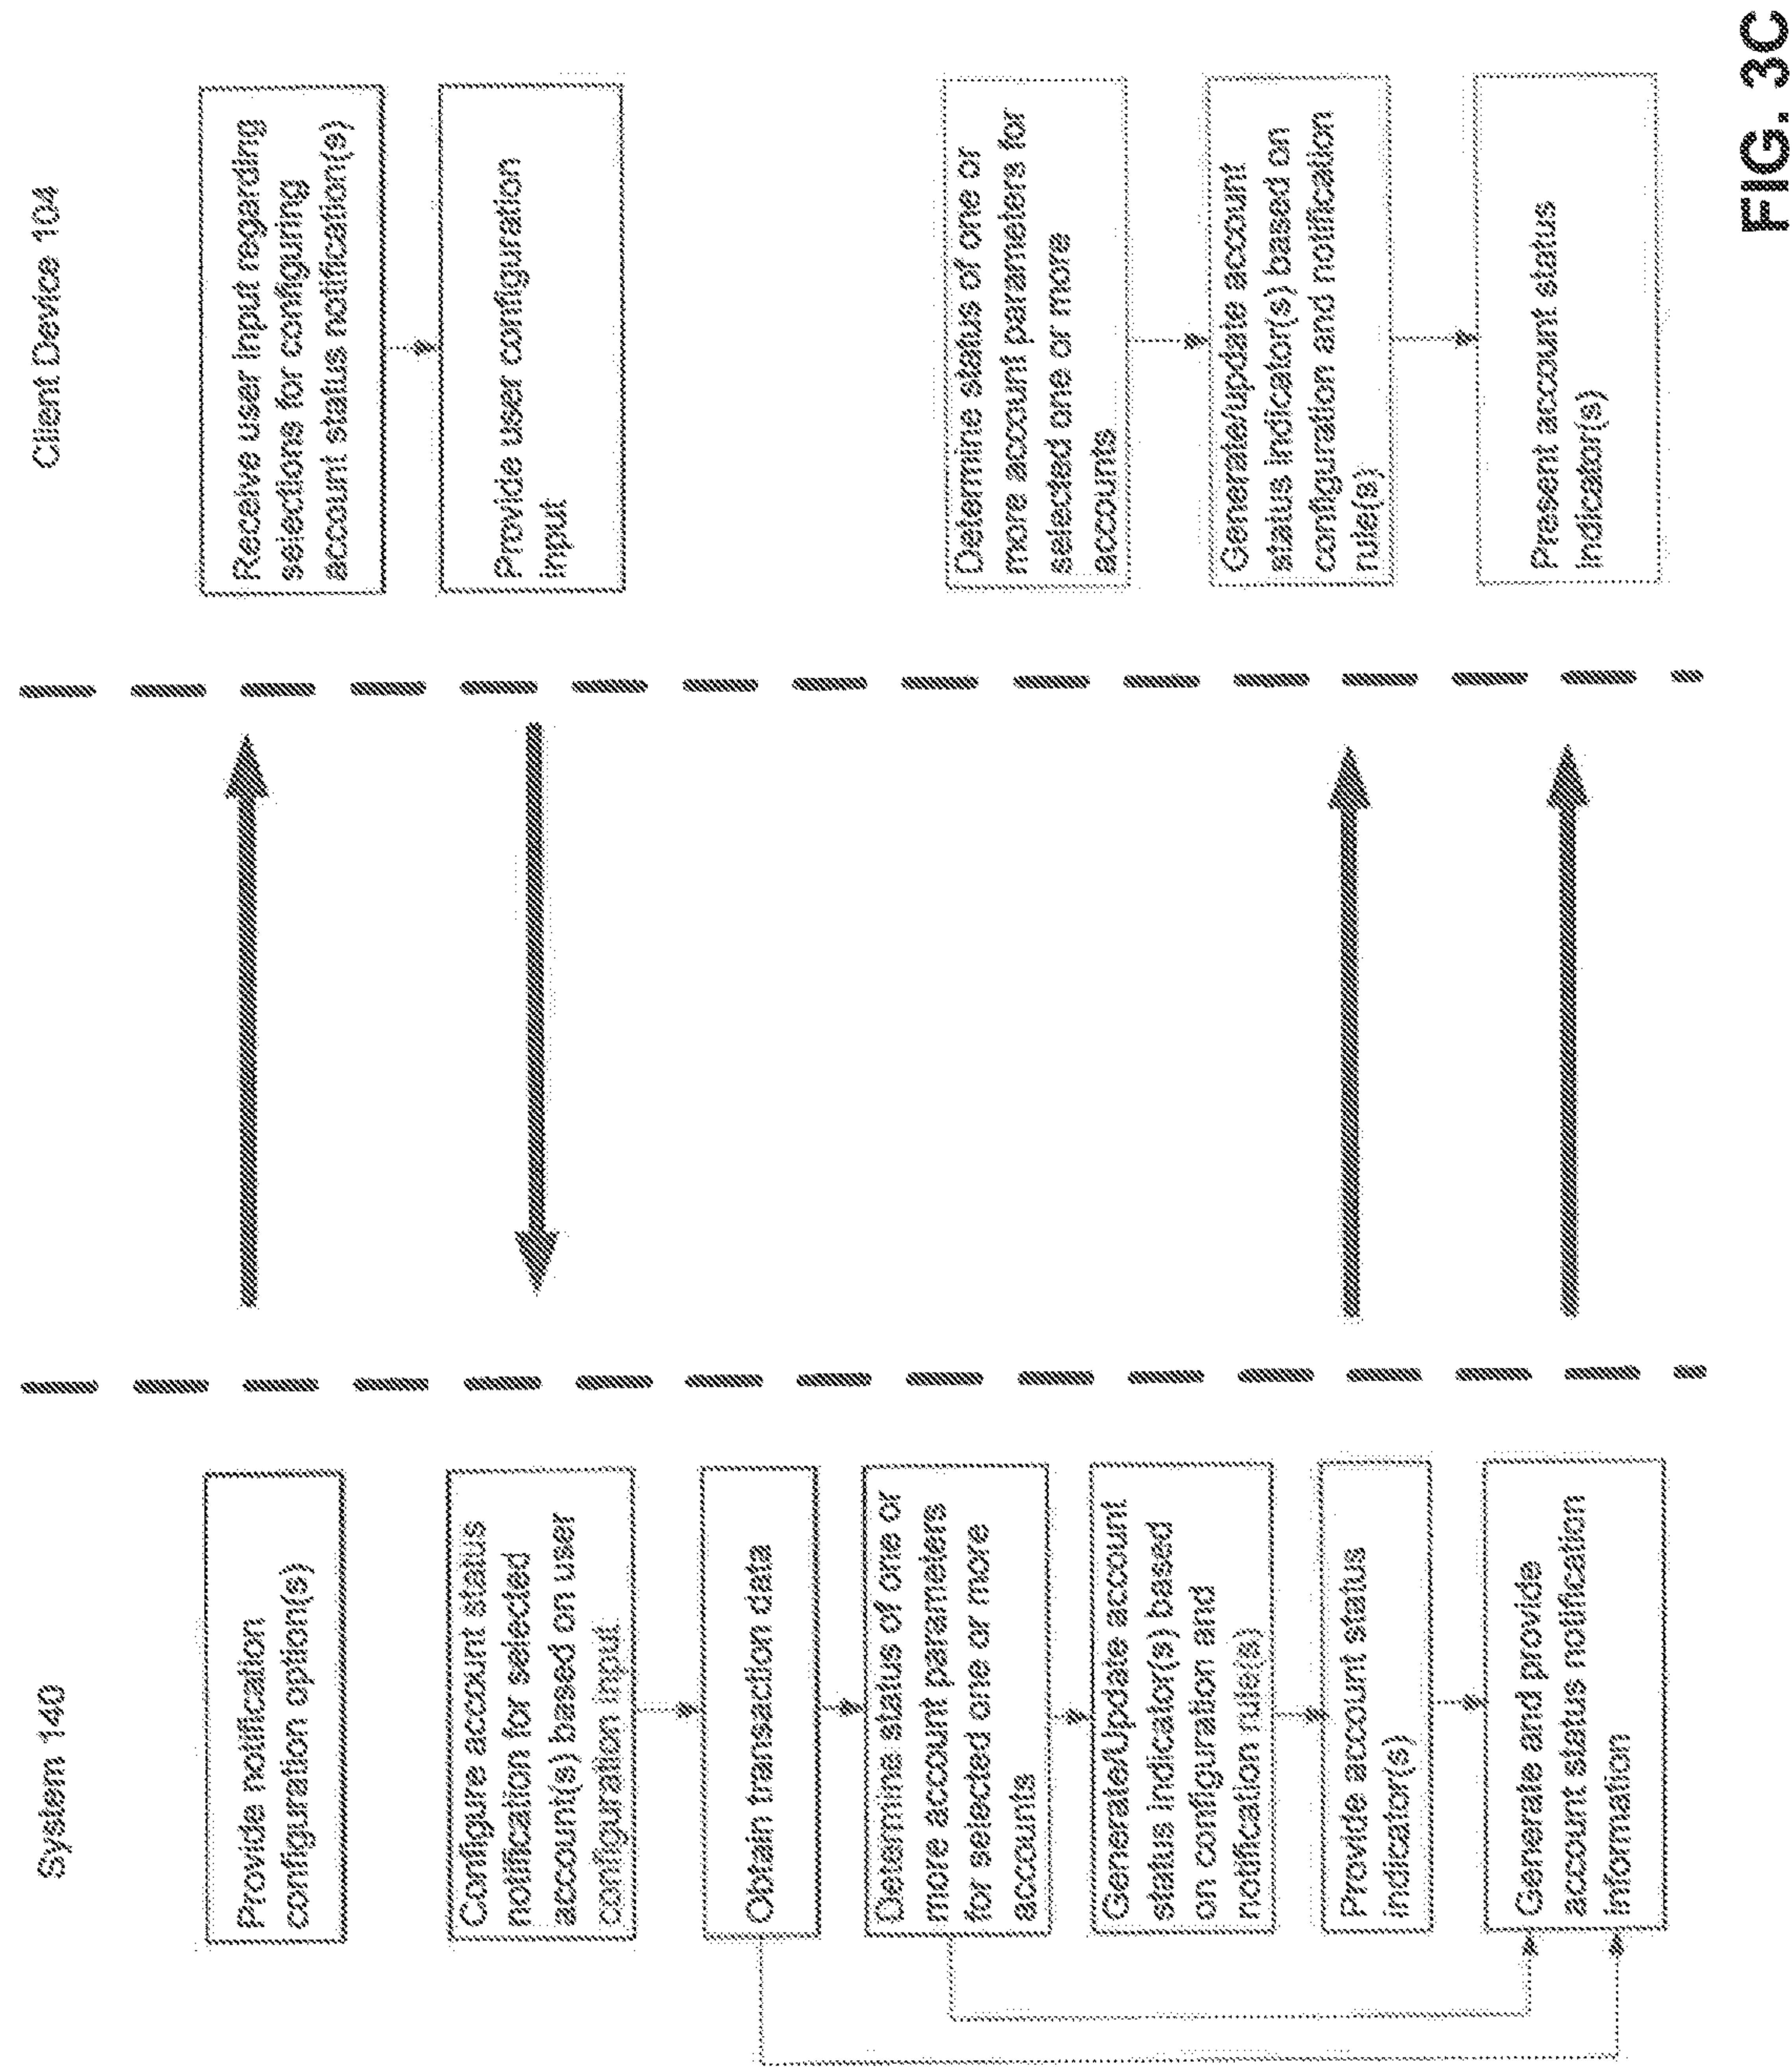 System 140
Provide notification
configuration option(s)
Configure account status
notification for selected
account(s) based on user
configuration input
Obtain transaction data
Determine status of one or
more account parameters
for selected one or more
accounts
Generate/Update account
status indicator(s) based
on configuration and
notification rule(s)
Provide account status
indicator(s)
Generate and provide
account status notification
information
Client Device 104
Receive user input regarding
selections for configuring
account status notification(s)
Provide user configuration
input
Determine status of one or
more account parameters for
selected one or more
accounts
Generate/update account
status indicator(s) based on
configuration and notification
rule(s)
Present account status
indicator(s)
FIG. 3C